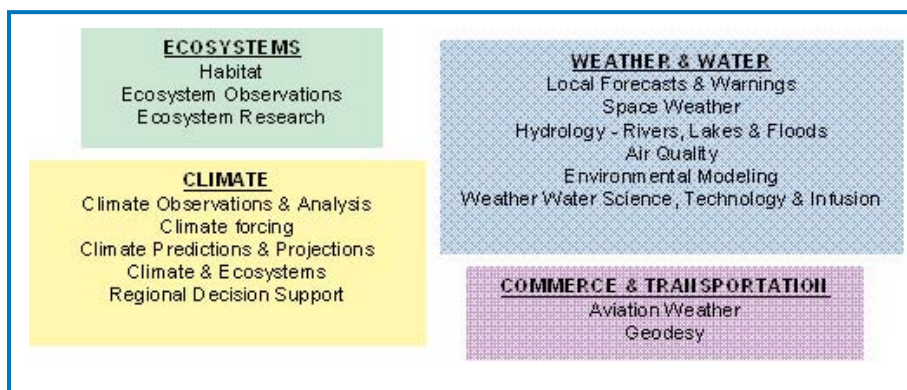 ECOSYSTEMS
Habitat
Ecosystem Observations
Ecosystem Research
CLIMATE
Climate Observations & Analysis
Climate forcing
Climate Predictions & Projections
Climate & Ecosystems
Regional Decision Support
WEATHER & WATER
Local Forecasts & Warnings
Space Weather
Hydrology - Rivers, Lakes & Floods
Air Quality
Environmental Modeling
Weather Water Science, Technology & Infusion
COMMERCE & TRANSPORTATION
Aviation Weather
Geodesy